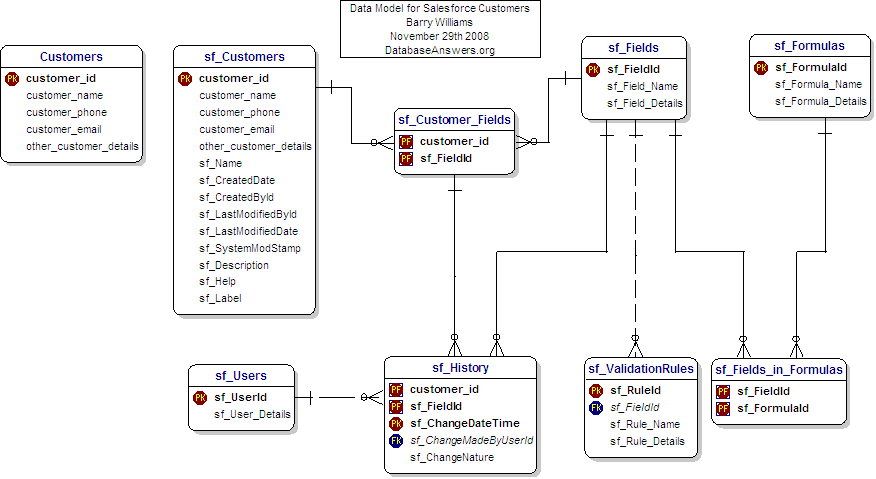 Data Model for Salesforce Customers
Barry Williams
November 29th 2008
DatabaseAnswers.org
Customers
PK customer_id
customer_name
customer_phone
customer_email
other_customer_details
sf_Customers
PK customer_id
customer_name
customer_phone
customer_email
other_customer_details
sf_Name
sf_CreatedDate
sf_CreatedById
sf_LastModifiedById
sf_LastModifiedDate
sf_SystemModStamp
sf_Description
sf_Help
sf_Label
sf_Customer_Fields
PF customer_id
PF sf_FieldId
sf_Fields
PK sf_FieldId
sf_Field_Name
sf_Field_Details
sf_Formulas
PK sf_FormulaId
sf_Formula_Name
sf_Formula_Details
sf_Users
PK sf_UserId
sf_User_Details
sf_History
PF customer_id
PF sf_FieldId
PK sf_ChangeDateTime
FK sf_ChangeMadeByUserId
sf_ChangeNature
sf_ValidationRules
PK sf_RuleId
FK sf_FieldId
sf_Rule_Name
sf_Rule_Details
sf_Fields_in_Formulas
PF sf_FieldId
PF sf_FormulaId